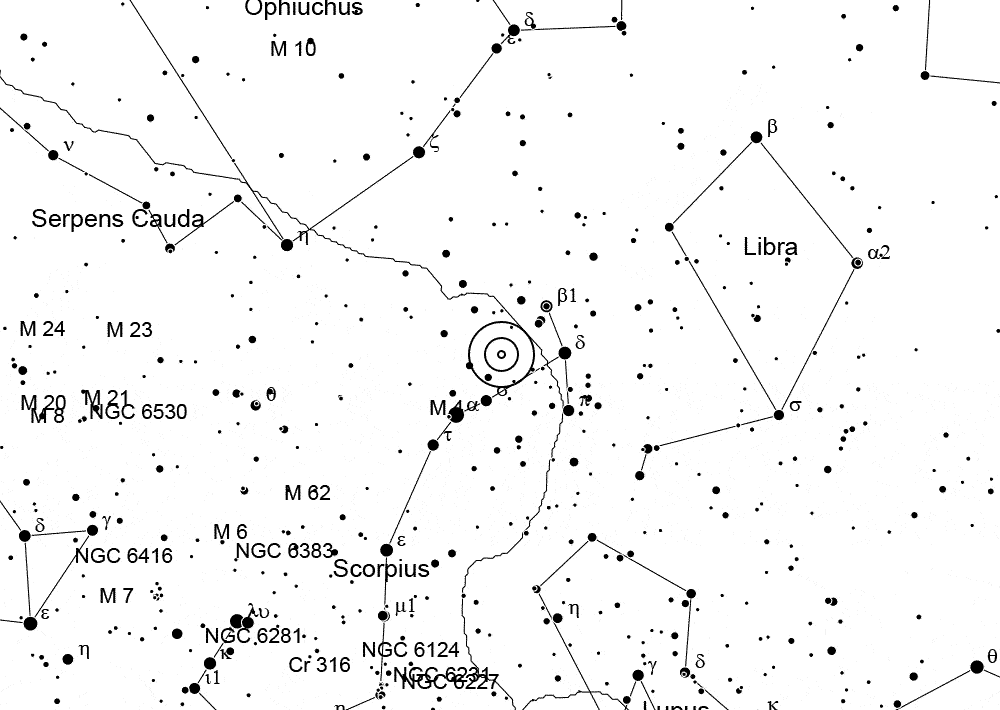 Ophiuchus
δ
ε
M 10
β
ζ
ν
Serpens Cauda
η
Libra
α2
β1
M 24
M 23
δ
θ
σ
M 20
M 21
M 8
NGC 6530
M 4
α
σ
π
τ
M 62
δ
γ
M 6
ε
NGC 6416
NGC 6383
Scorpius
M 7
ε
λ
υ
μ1
η
NGC 6281
η
κ
Cr 316
NGC 6124
γ
δ
θ
ι1
NGC 6231
NGC 6227
η
Lupus
κ